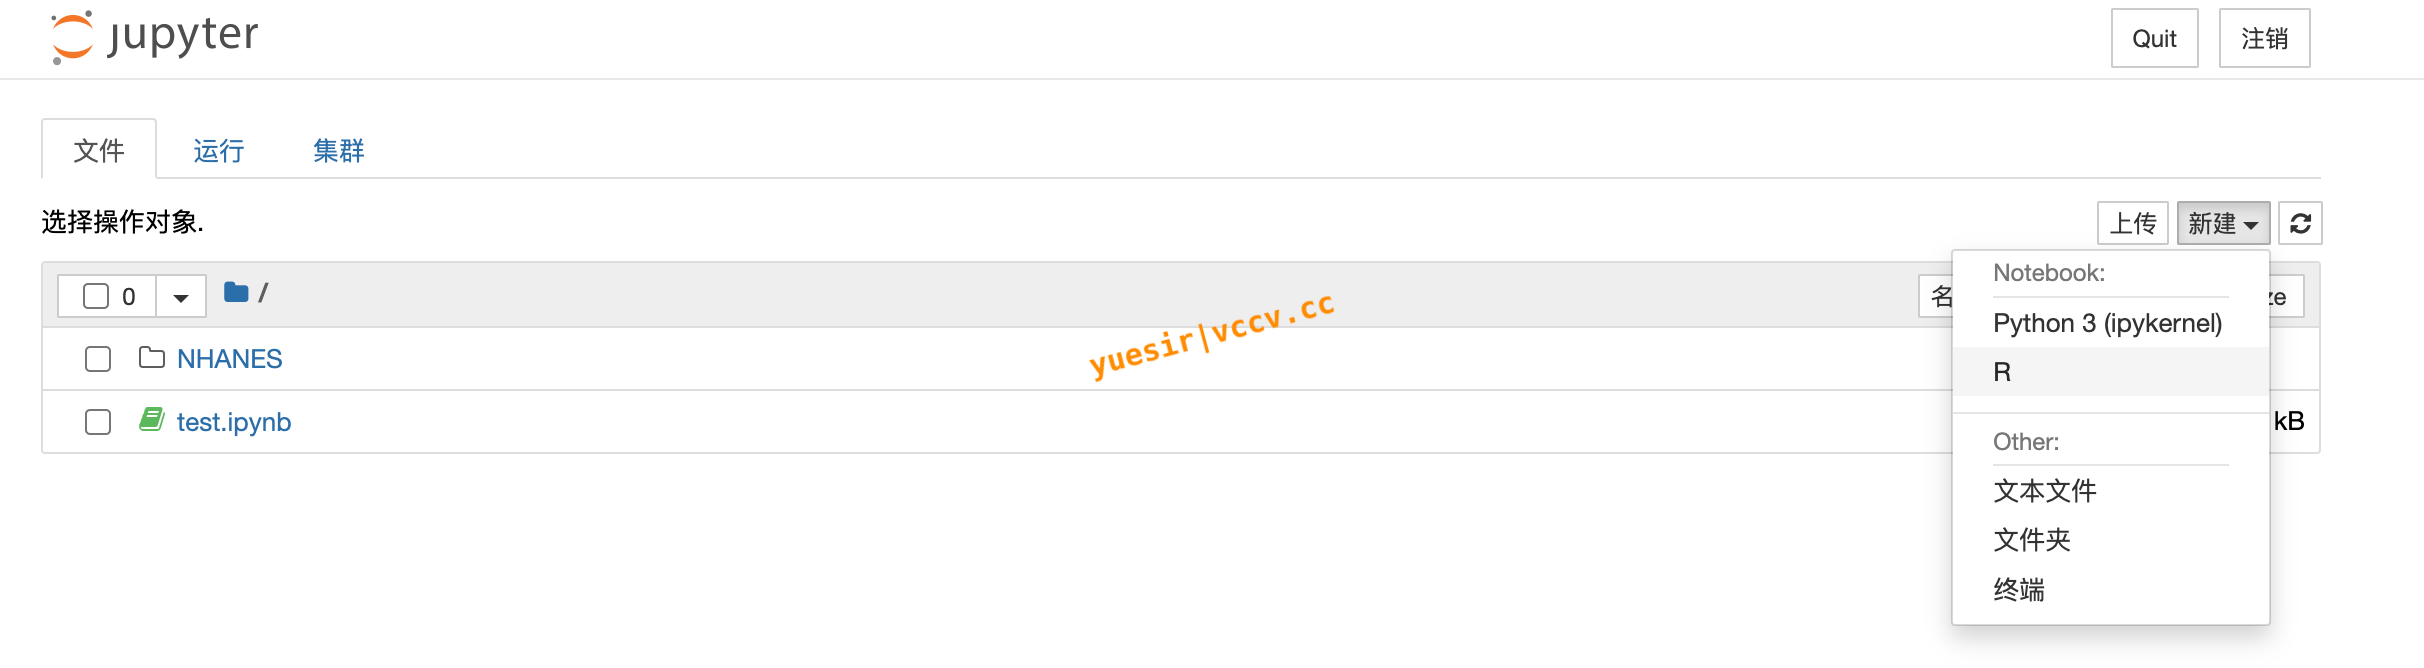 jupyter
Quit
注销
文件
运行
集群
选择操作对象.
上传
新建
0
/
名
ze
yuesir|vccv.cc
NHANES
test.ipynb
kB
Notebook:
Python 3 (ipykernel)
R
Other:
文本文件
文件夹
终端